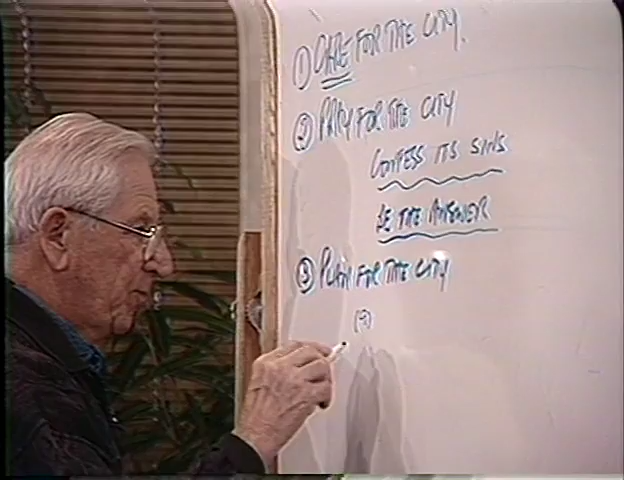 ① CARE FOR THE CITY.
② PRAY FOR THE CITY
CONFESS ITS SINS
BE THE ANSWER
③ PLAN FOR THE CITY
(a)